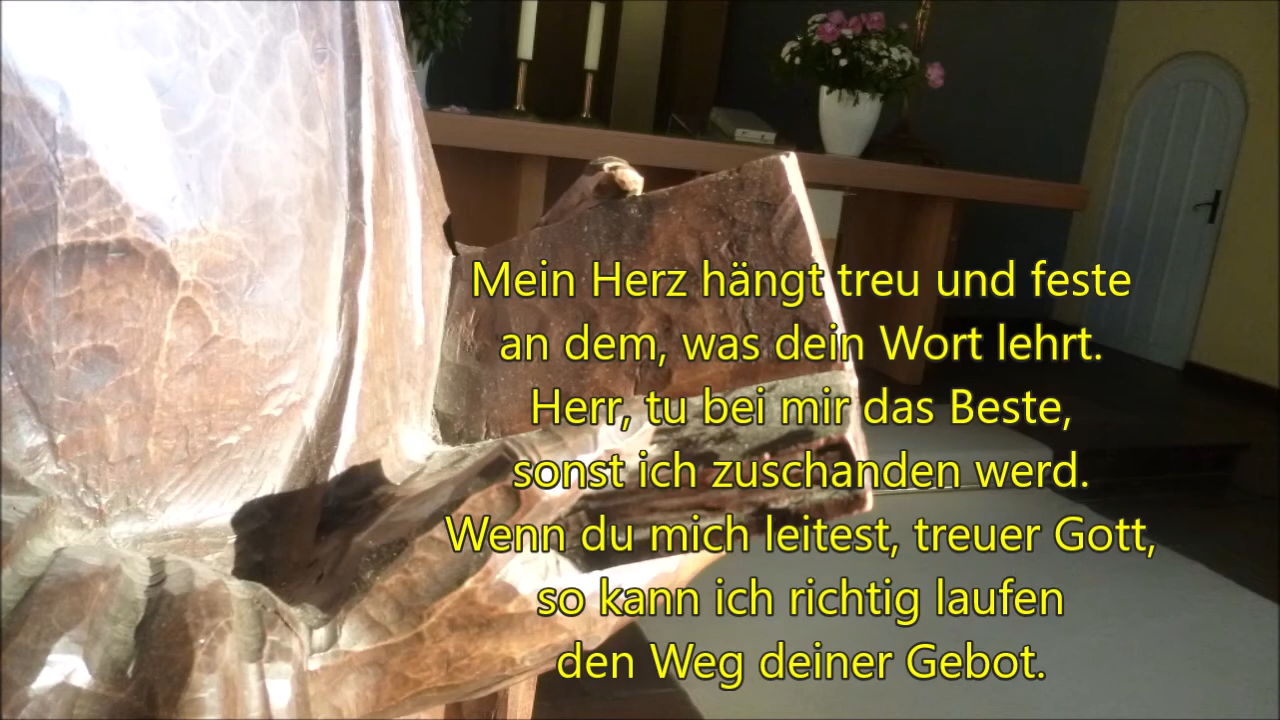 Mein Herz hängt treu und feste
an dem, was dein Wort lehrt.
Herr, tu bei mir das Beste,
sonst ich zuschanden werd.
Wenn du mich leitest, treuer Gott,
so kann ich richtig laufen
den Weg deiner Gebot.